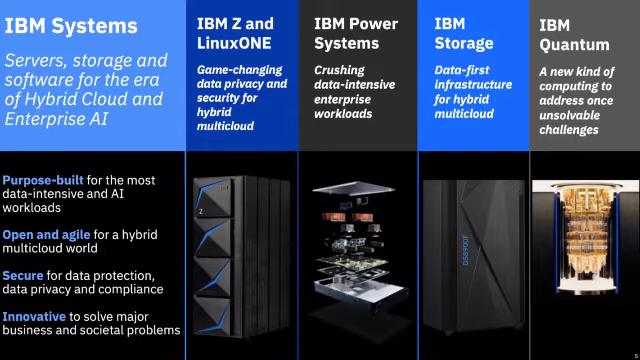 IBM Systems
Servers, storage and
software for the era
of Hybrid Cloud and
Enterprise AI
IBM Z and
LinuxONE
Game-changing
data privacy and
security for
hybrid
multicloud
IBM Power
Systems
Crushing
data-intensive
enterprise
workloads
IBM
Storage
Data-first
infrastructure
for hybrid
multicloud
IBM
Quantum
A new kind of
computing to
address once
unsolvable
challenges
Purpose-built for the most
data-intensive and AI
workloads
Open and agile for a hybrid
multicloud world
Secure for data protection,
data privacy and compliance
Innovative to solve major
business and societal problems
Z
DS8900F
5